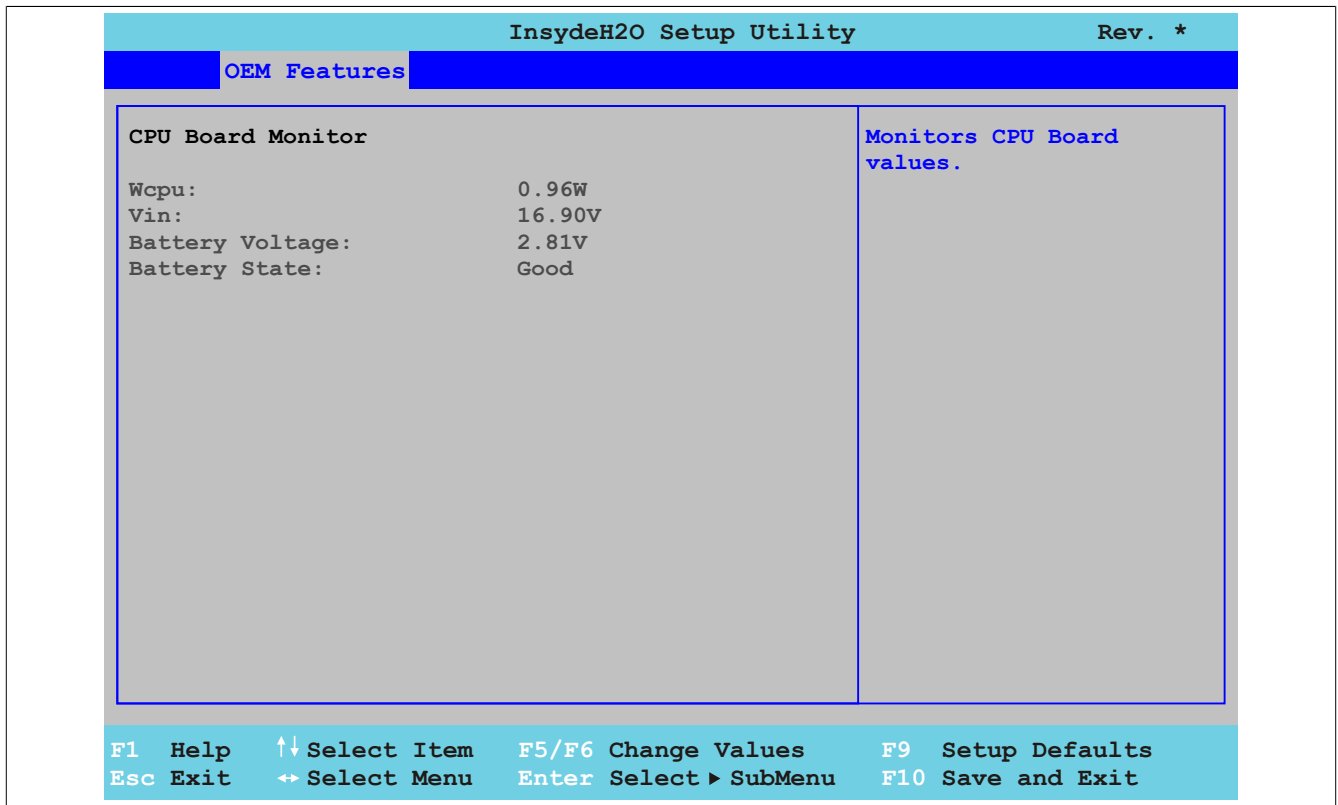 InsydeH2O Setup Utility Rev. *
OEM Features
CPU Board Monitor
Monitors CPU Board
values.
Wcpu: 0.96W
Vin: 16.90V
Battery Voltage: 2.81V
Battery State: Good
F1 Help ↑↓ Select Item F5/F6 Change Values F9 Setup Defaults
Esc Exit ↔ Select Menu Enter Select ▶ SubMenu F10 Save and Exit